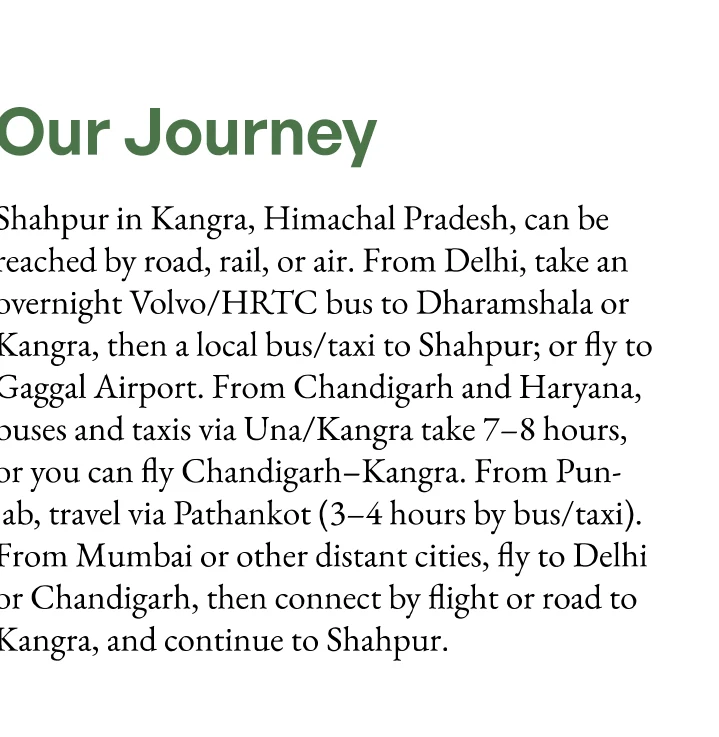 Our Journey
Shahpur in Kangra, Himachal Pradesh, can be
reached by road, rail, or air. From Delhi, take an
overnight Volvo/HRTC bus to Dharamshala or
Kangra, then a local bus/taxi to Shahpur; or fly to
Gaggal Airport. From Chandigarh and Haryana,
buses and taxis via Una/Kangra take 7–8 hours,
or you can fly Chandigarh–Kangra. From Pun-
jab, travel via Pathankot (3–4 hours by bus/taxi).
From Mumbai or other distant cities, fly to Delhi
or Chandigarh, then connect by flight or road to
Kangra, and continue to Shahpur.